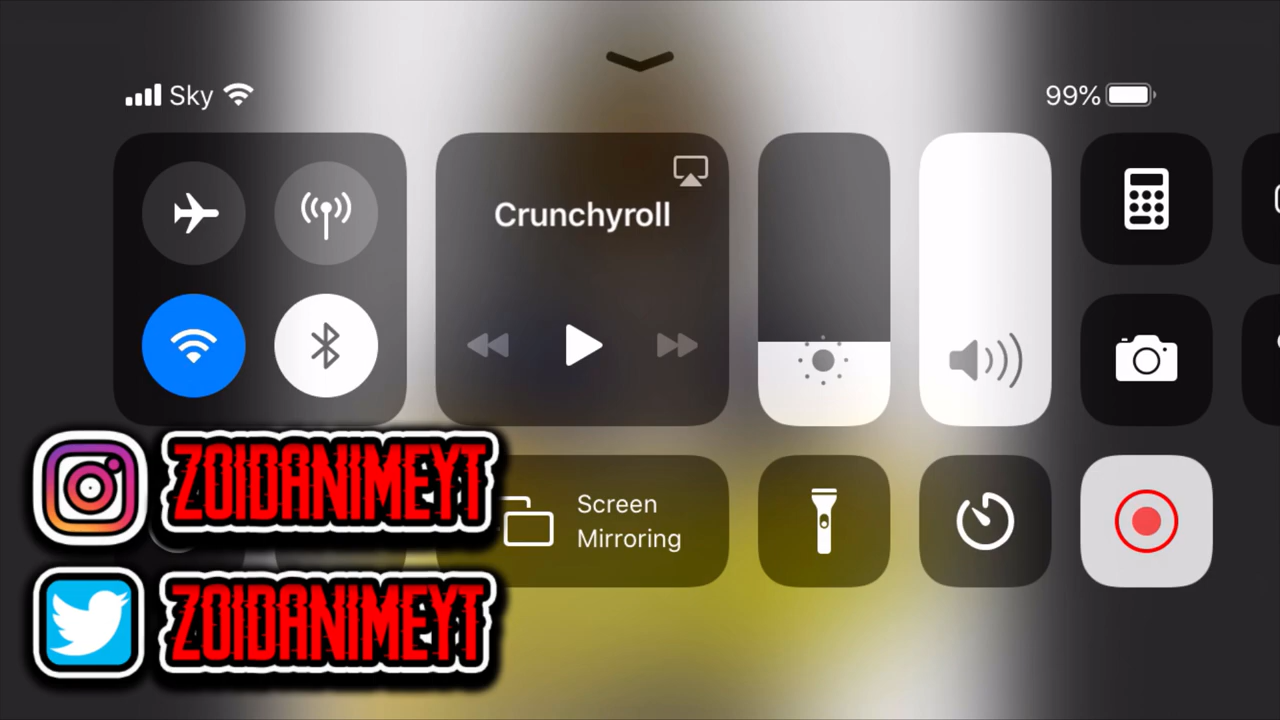 Sky
99%
Crunchyroll
Screen
Mirroring
ZOIDANIMEYT
ZOIDANIMEYT